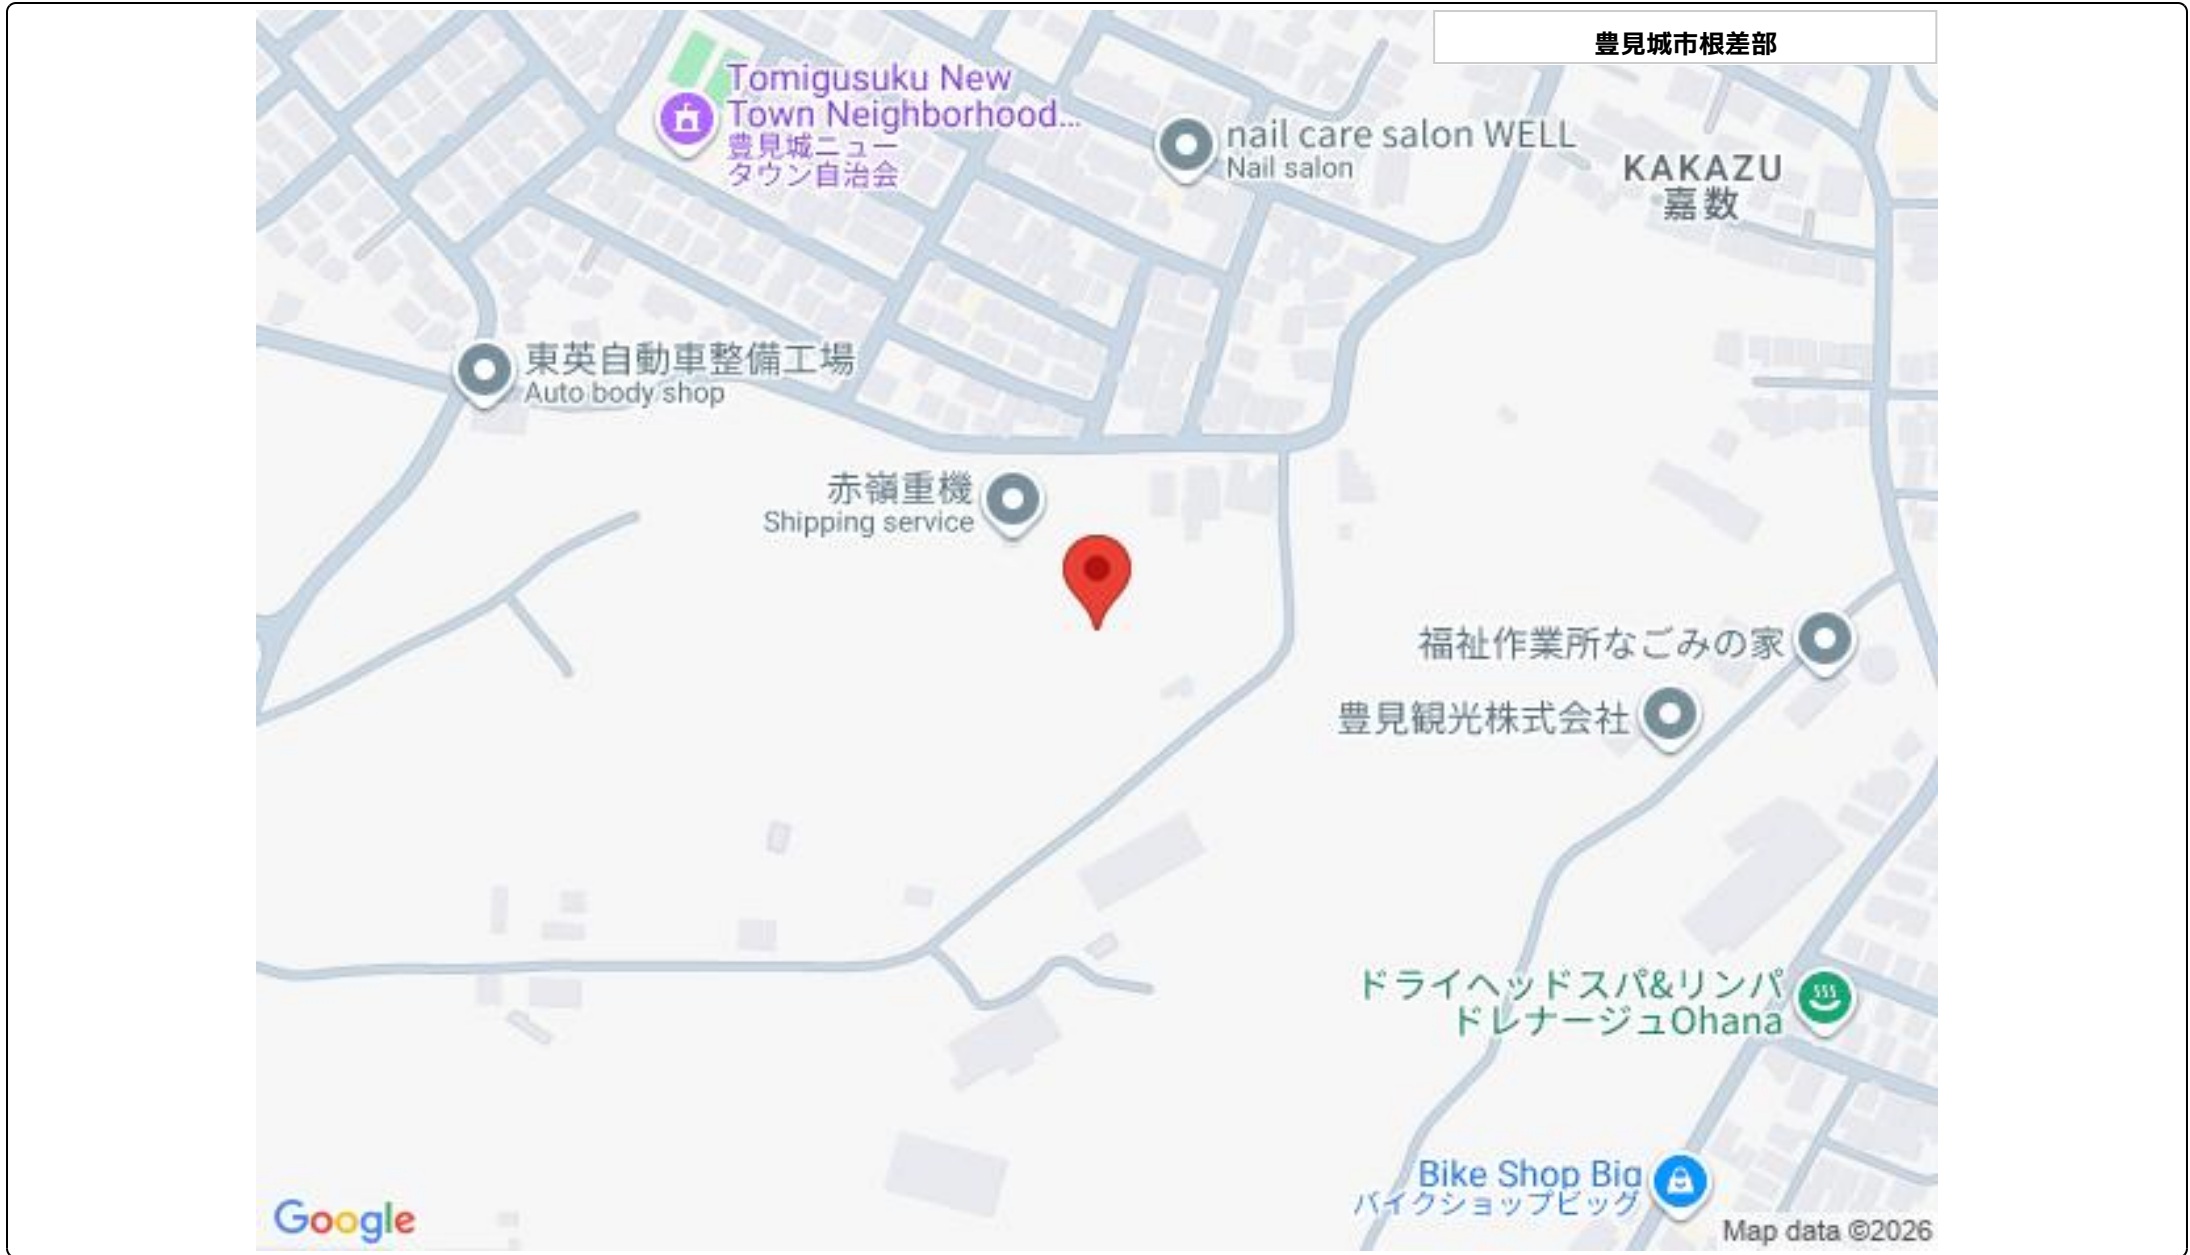 豊見城市根差部
Tomigusuku New
Town Neighborhood...
豊見城ニュー
タウン自治会
nail care salon WELL
Nail salon
KAKAZU
嘉数
東英自動車整備工場
Auto body shop
赤嶺重機
Shipping service
福祉作業所なごみの家
豊見観光株式会社
ドライヘッドスパ&リンパ
ドレナージュOhana
Bike Shop Big
バイクショップビッグ
Google
Map data ©2026